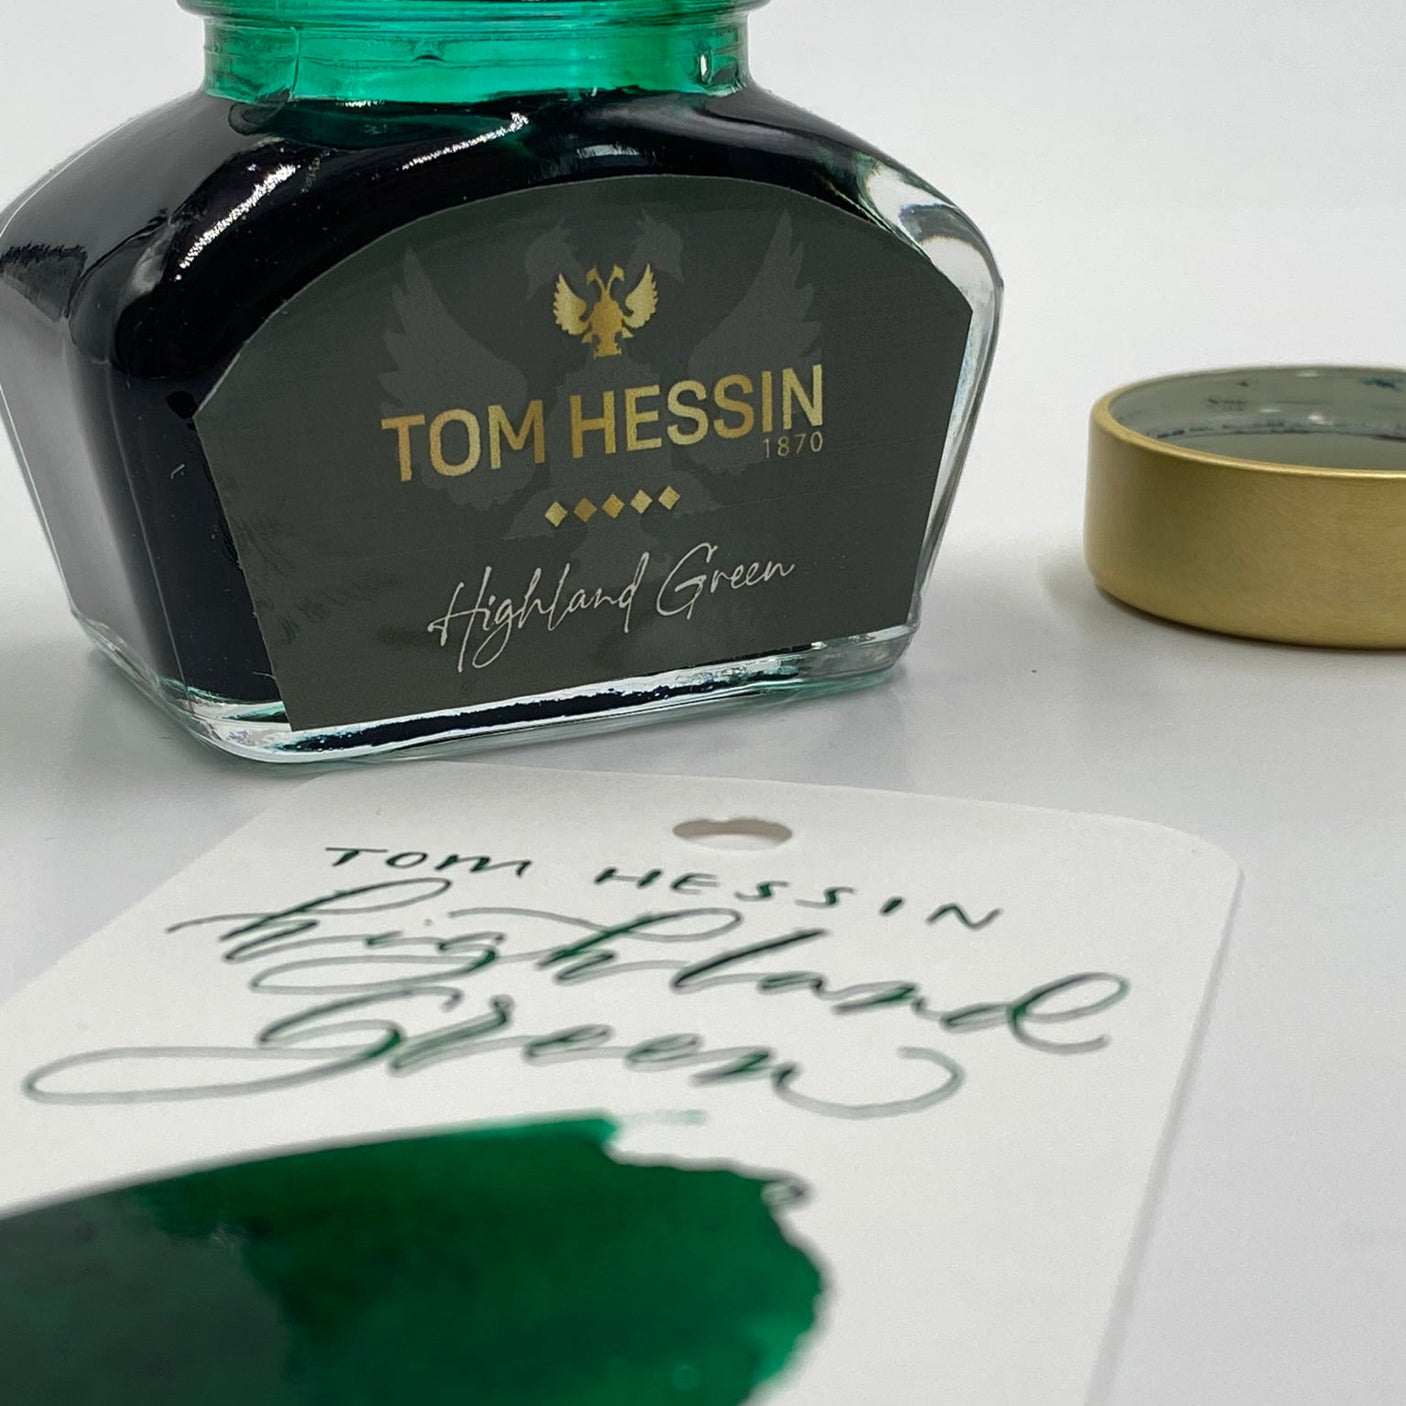 TOM HESSIN
1870
Highland Green
TOM HESSIN
highland
Green